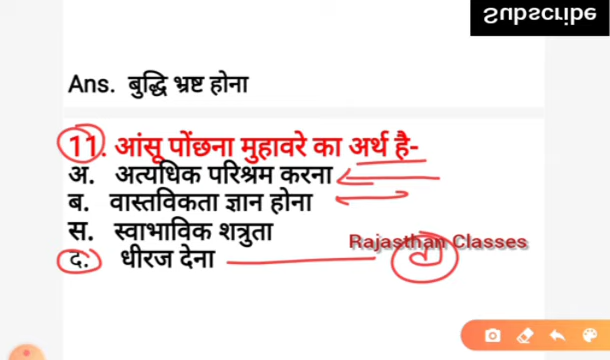 Subscribe
Ans. बुद्धि भ्रष्ट होना
11. आंसू पोंछना मुहावरे का अर्थ है-
अ. अत्यधिक परिश्रम करना
ब. वास्तविकता ज्ञान होना
स. स्वाभाविक शत्रुता
Rajasthan Classes
द. धीरज देना
द